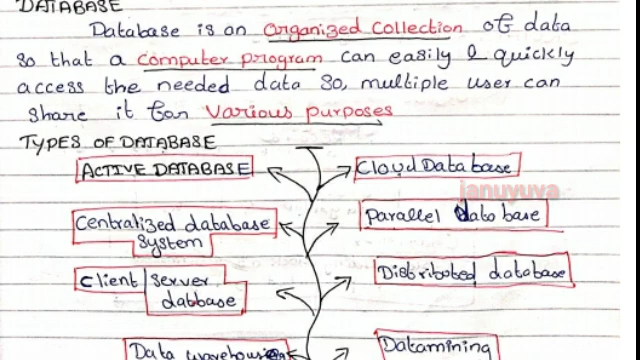 DATABASE
Database is an organized collection of data
so that a computer program can easily & quickly
access the needed data so, multiple user can
share it for various purposes
TYPES OF DATABASE
ACTIVE DATABASE
Cloud Database
januyuva
Centralized database
system
Parallel database
Client server
dabbase
Distributed database
Data warehousing
Datamining